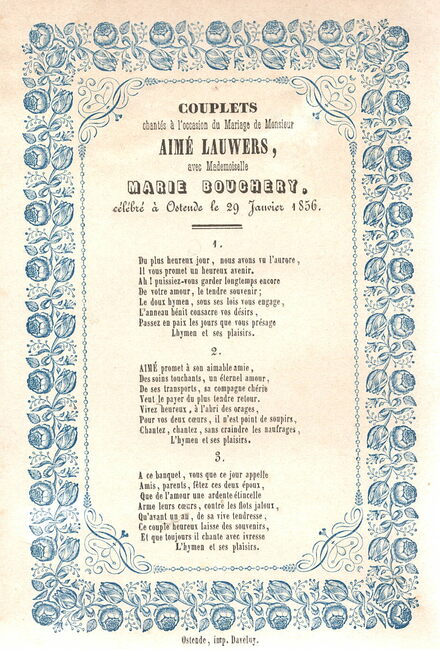 COUPLETS
chantés à l'occasion du Mariage de Monsieur
AIMÉ LAUWERS,
avec Mademoiselle
MARIE BOUCHERY,
célébré à Ostende le 29 Janvier 1856.
1.
Du plus heureux jour, nous avons vu l'aurore,
Il vous promet un heureux avenir.
Ah ! puissiez-vous garder longtemps encore
De votre amour, le tendre souvenir ;
Le doux hymen, sous ses lois vous engage,
L'anneau bénit consacre vos désirs,
Passez en paix les jours que vous présage
Lhymen et ses plaisirs.
2.
AIMÉ promet à son aimable amie,
Des soins touchants, un éternel amour,
De ses transports, sa compagne chérie
Veut le payer du plus tendre retour.
Vivez heureux, à l'abri des orages,
Pour vos deux cœurs, il n'est point de soupirs,
Chantez, chantez, sans craindre les naufrages,
L'hymen et ses plaisirs.
3.
A ce banquet, vous que ce jour appelle
Amis, parents, fêtez ces deux époux,
Que de l'amour une ardente étincelle
Arme leurs cœurs, contre les flots jaloux,
Qu'avant un an, de sa vive tendresse,
Ce couple heureux laisse des souvenirs,
Et que toujours il chante avec ivresse
L'hymen et ses plaisirs.
Ostende, imp. Daveluy.